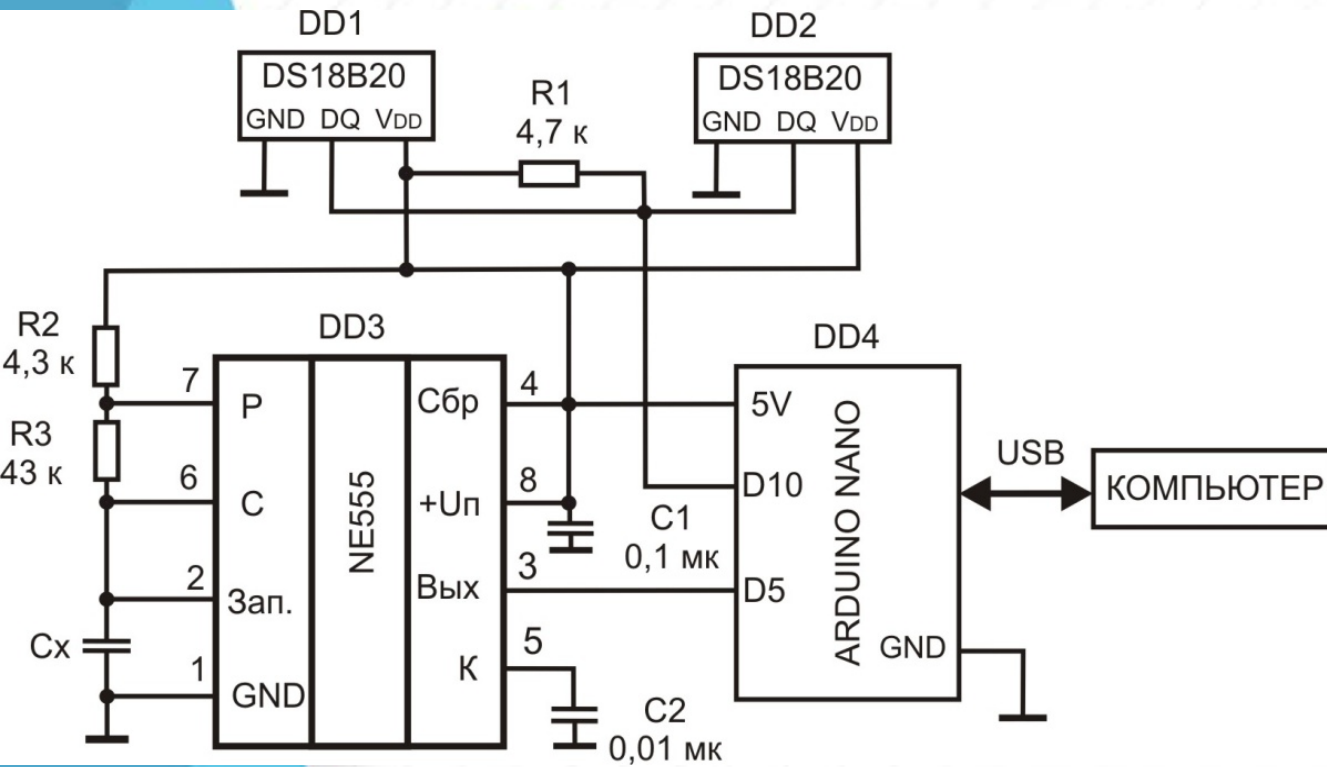 DD1
DS18B20
GND DQ VDD
R1
4,7 к
DD2
DS18B20
GND DQ VDD
R2
4,3 к
R3
43 к
Cx
DD3
7
6
2
1
P
C
Зап.
GND
NE555
Сбр
+Uп
Вых
К
4
8
3
5
C1
0,1 мк
C2
0,01 мк
DD4
5V
D10
D5
ARDUINO NANO
GND
USB
КОМПЬЮТЕР